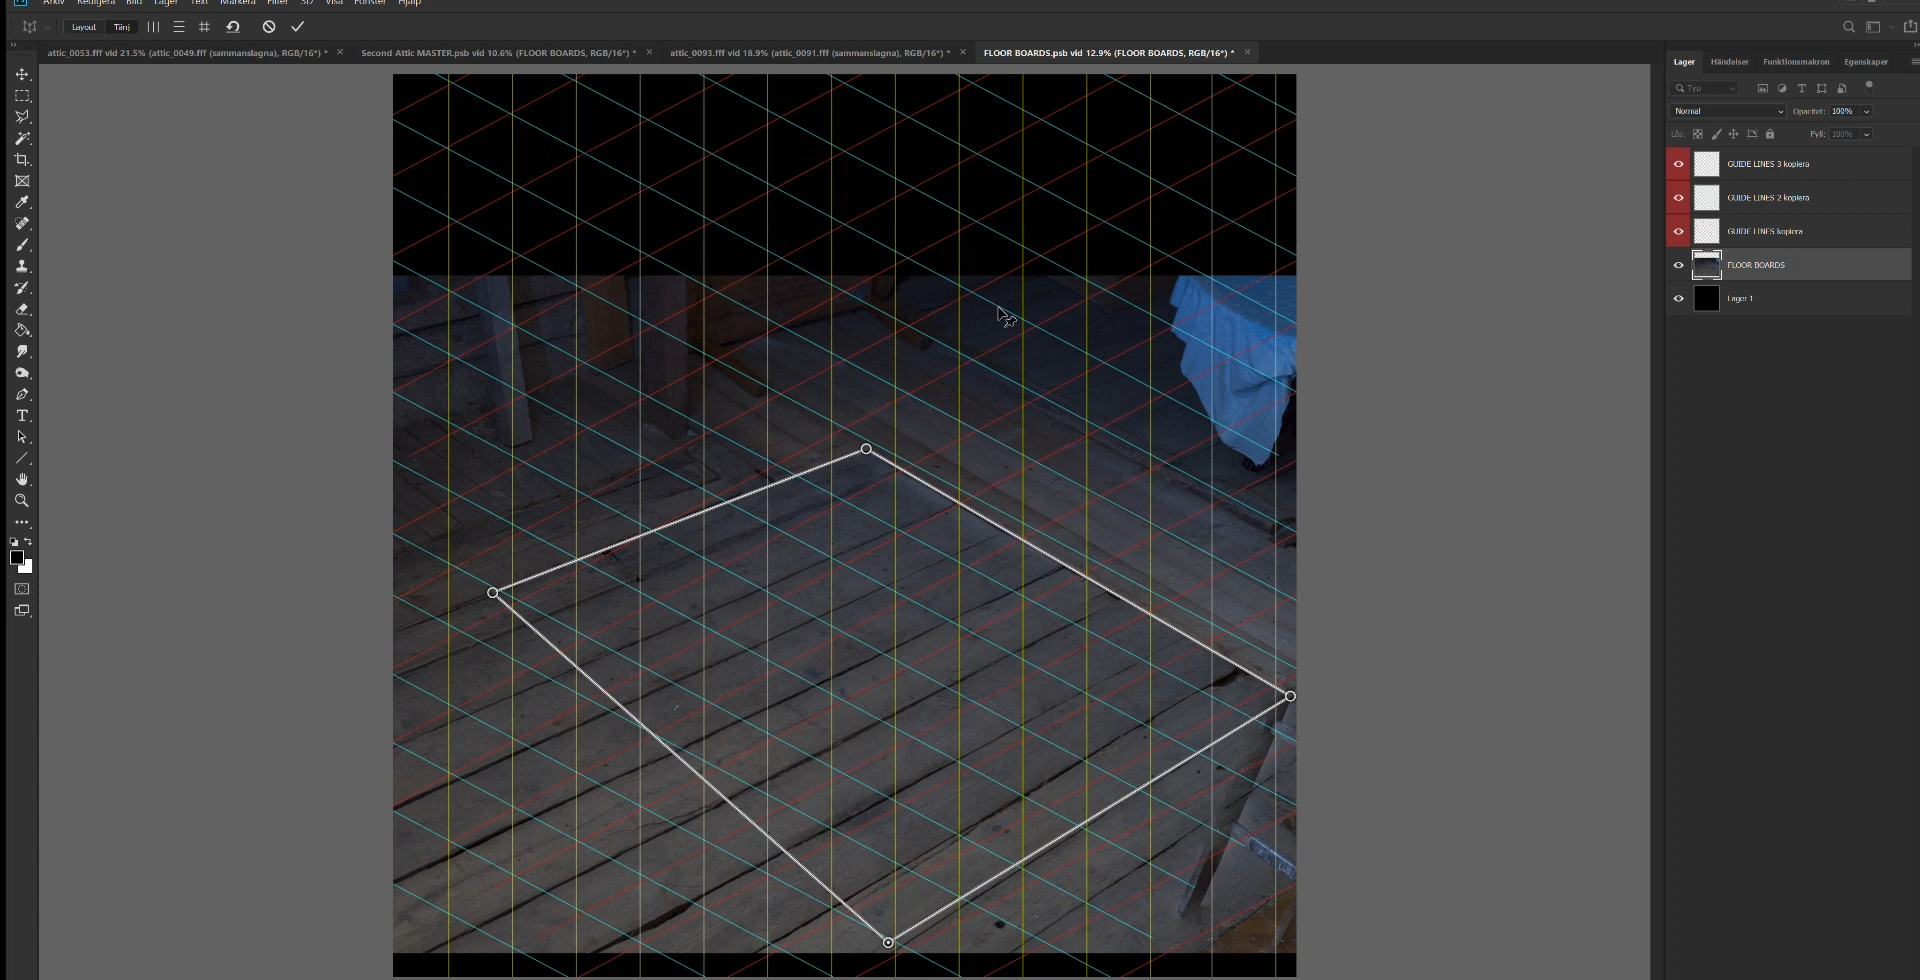 Arkiv Redigera Bild Lager Text Markera Filter 3D Visa Fönster Hjälp
Layout Tänj
attic_0053.fff vid 21.5% (attic_0049.fff (sammanslagna), RGB/16*) *
Second Attic MASTER.psb vid 10.6% (FLOOR BOARDS, RGB/16*) *
attic_0093.fff vid 18.9% (attic_0091.fff (sammanslagna), RGB/16*) *
FLOOR BOARDS.psb vid 12.9% (FLOOR BOARDS, RGB/16*) *
Lager Händelser Funktionsmakron Egenskaper
Typ
Normal Opacitet: 100%
Lås: Fyll: 100%
GUIDE LINES 3 kopiera
GUIDE LINES 2 kopiera
GUIDE LINES kopiera
FLOOR BOARDS
Lager 1